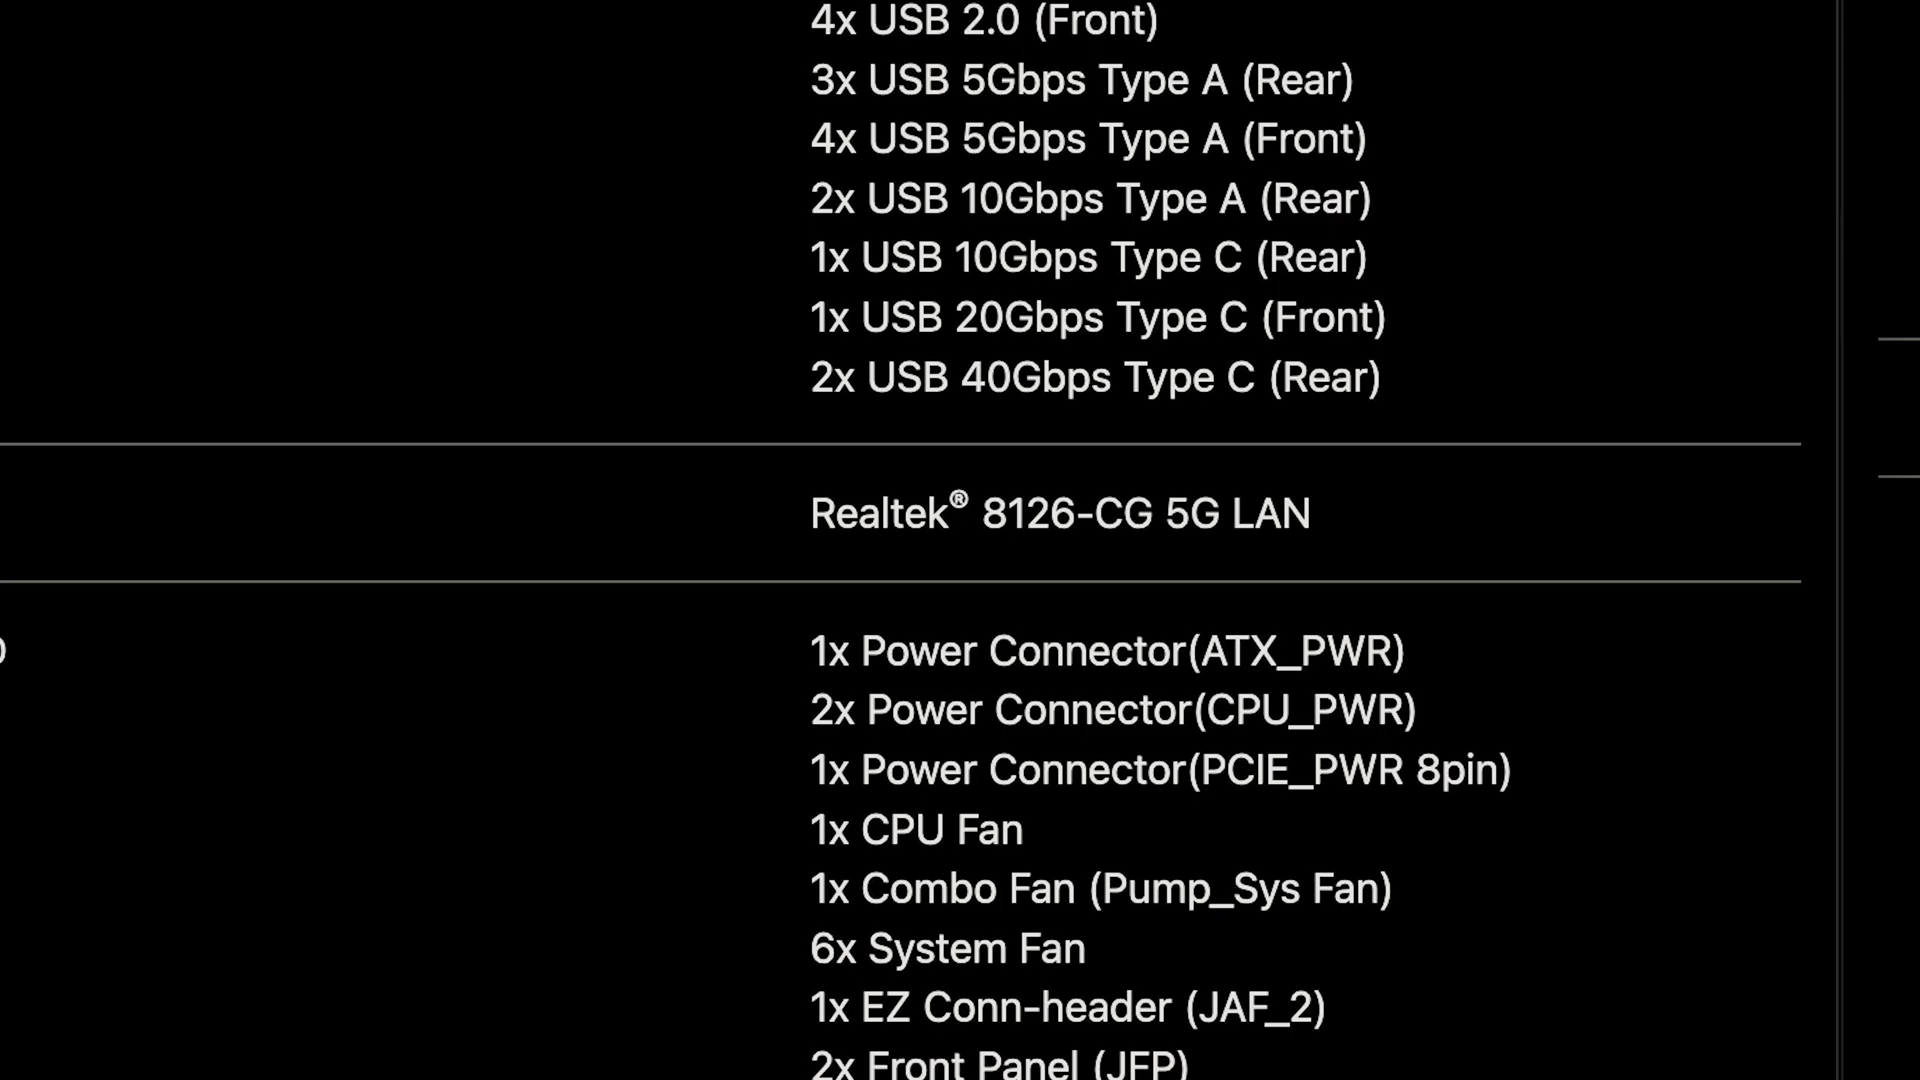 4x USB 2.0 (Front)
3x USB 5Gbps Type A (Rear)
4x USB 5Gbps Type A (Front)
2x USB 10Gbps Type A (Rear)
1x USB 10Gbps Type C (Rear)
1x USB 20Gbps Type C (Front)
2x USB 40Gbps Type C (Rear)
Realtek® 8126-CG 5G LAN
1x Power Connector(ATX_PWR)
2x Power Connector(CPU_PWR)
1x Power Connector(PCIE_PWR 8pin)
1x CPU Fan
1x Combo Fan (Pump_Sys Fan)
6x System Fan
1x EZ Conn-header (JAF_2)
2x Front Panel (JFP)